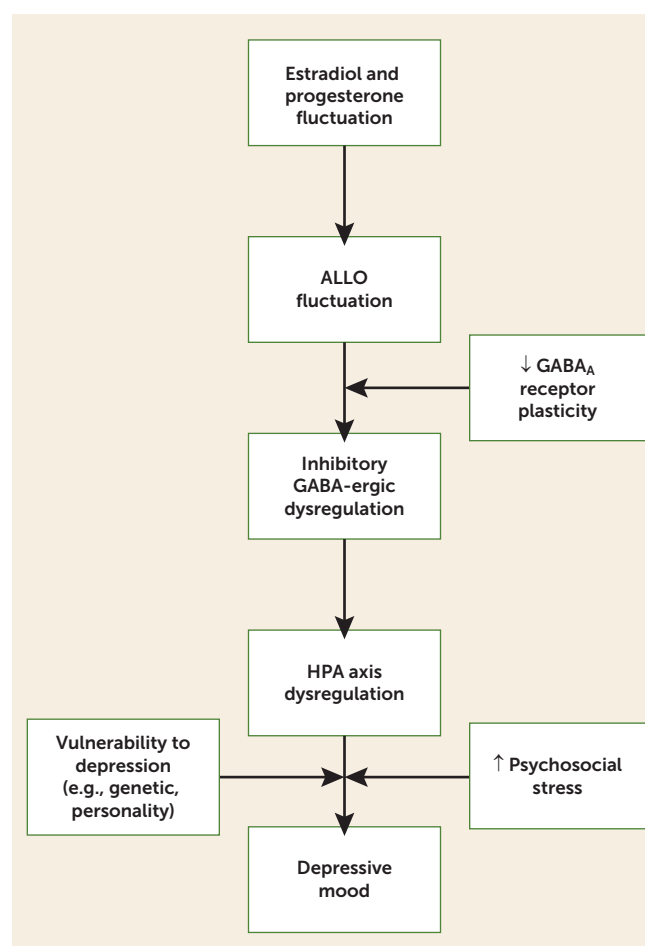 Estradiol and
progesterone
fluctuation
ALLO
fluctuation
↓ GABAA
receptor
plasticity
Inhibitory
GABA-ergic
dysregulation
HPA axis
dysregulation
Vulnerability to
depression
(e.g., genetic,
personality)
↑ Psychosocial
stress
Depressive
mood